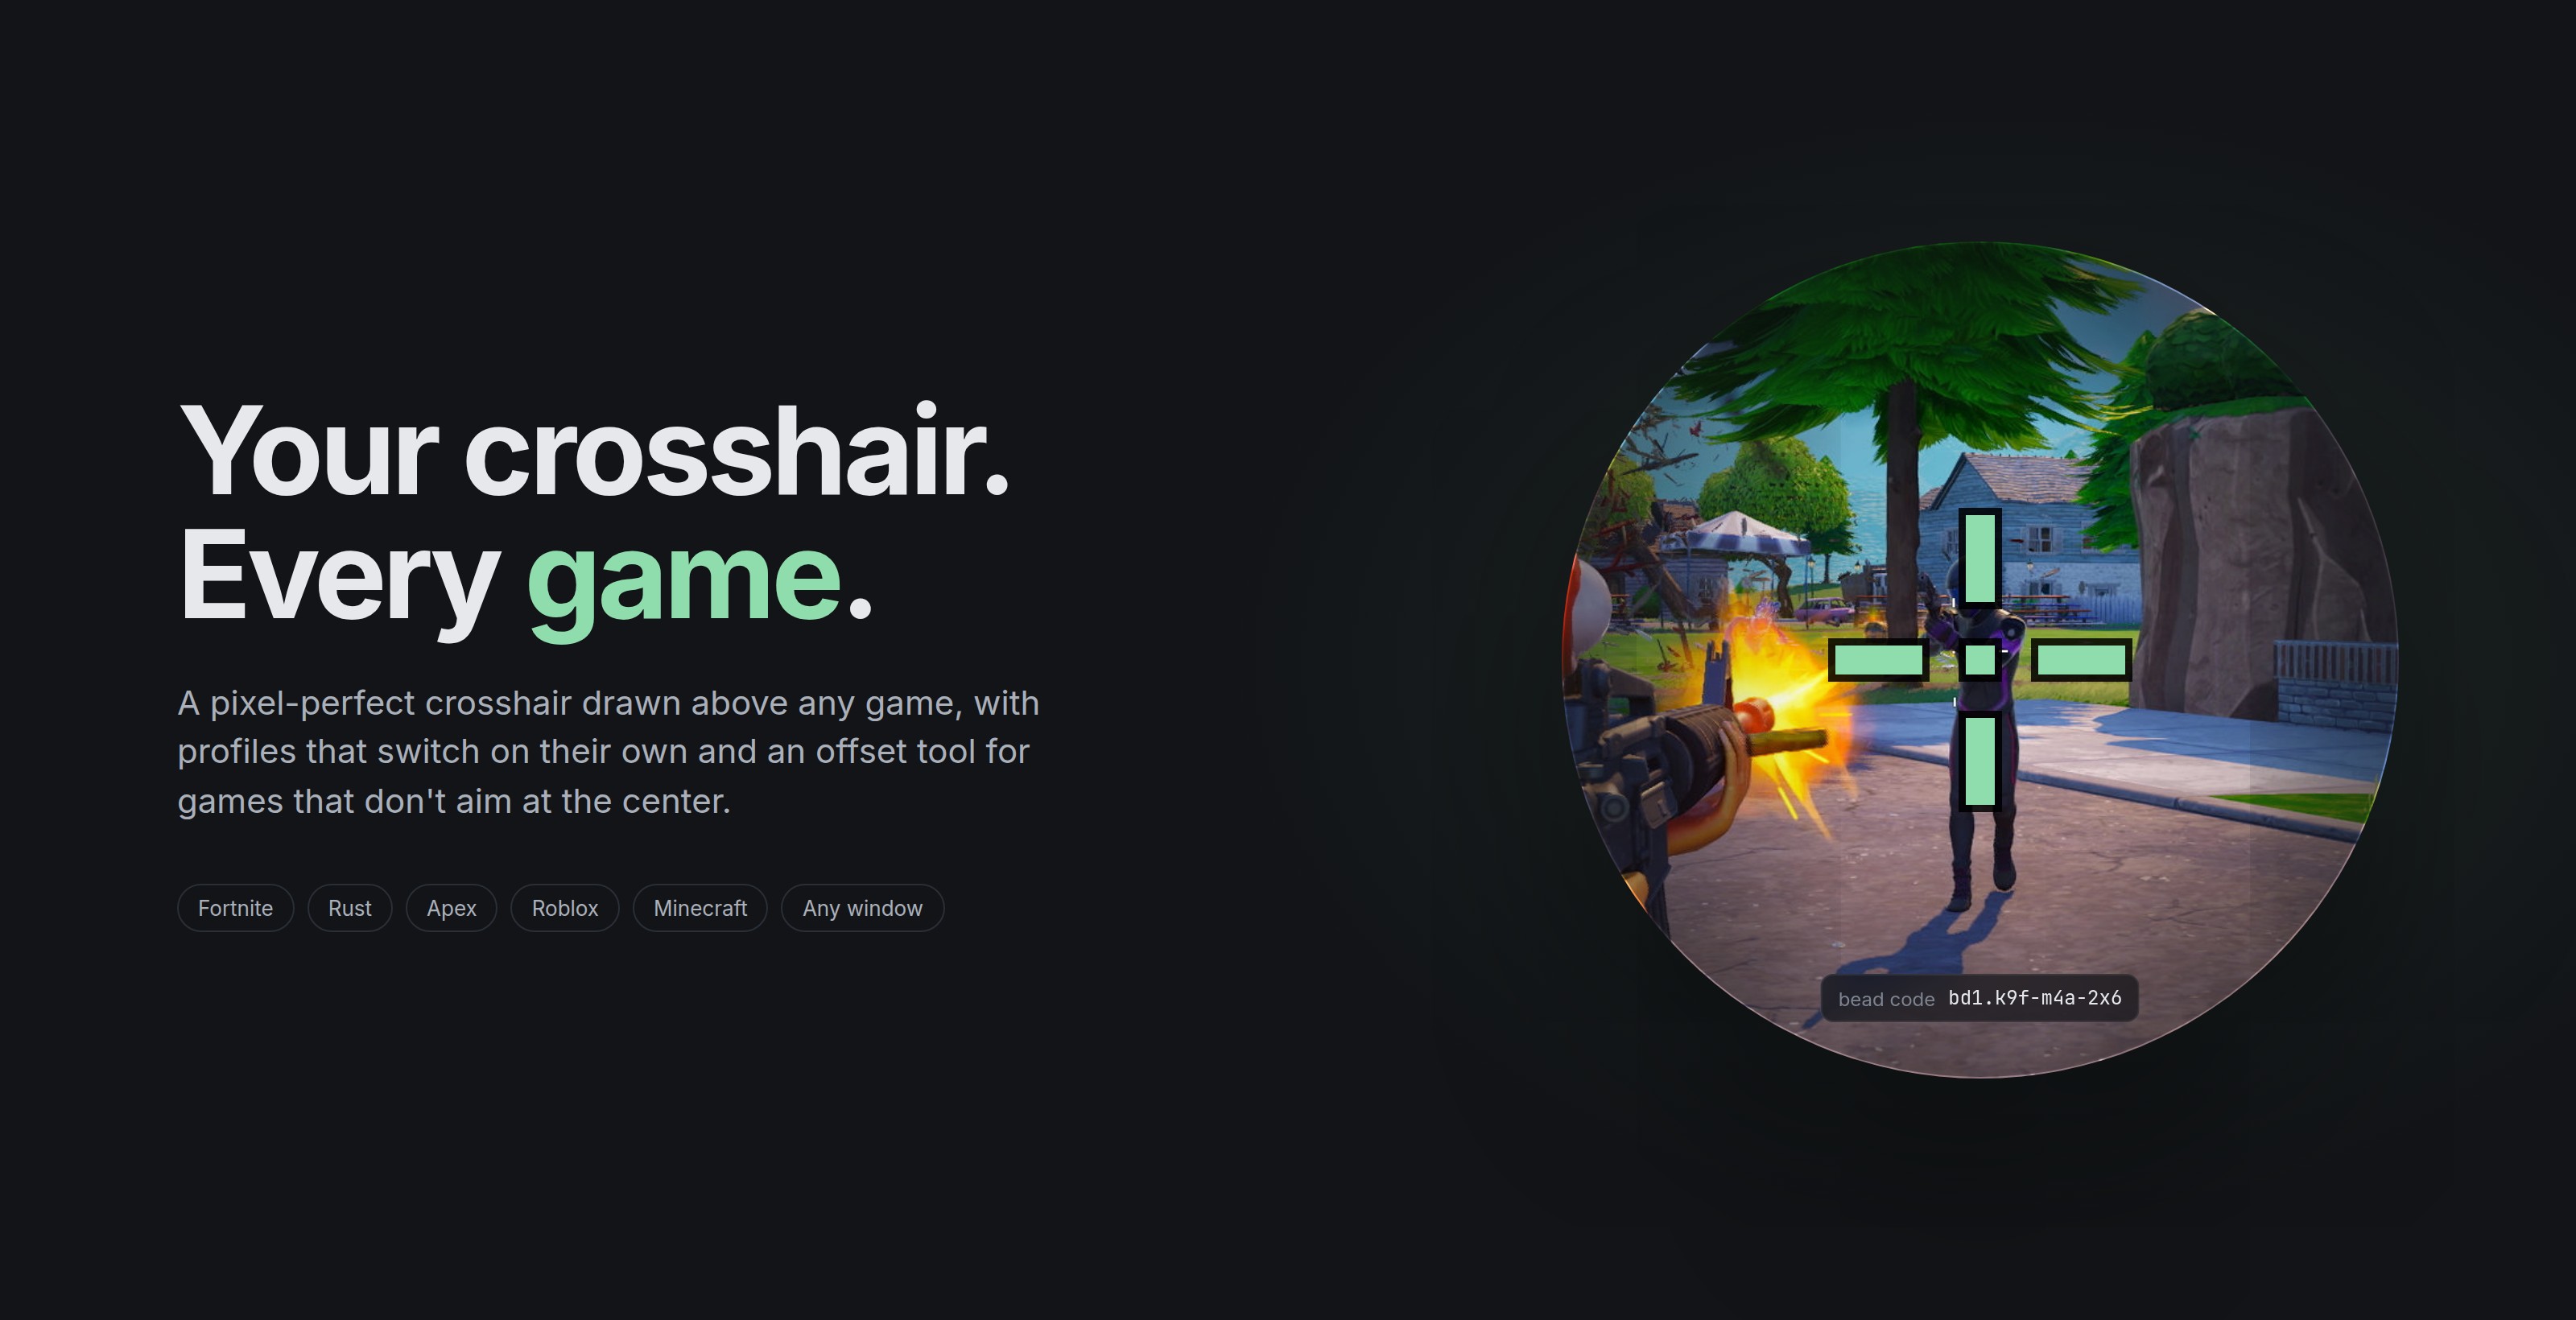 Your crosshair.
Every game.
A pixel-perfect crosshair drawn above any game, with
profiles that switch on their own and an offset tool for
games that don't aim at the center.
Fortnite Rust Apex Roblox Minecraft Any window
bead code bd1.k9f-m4a-2x6